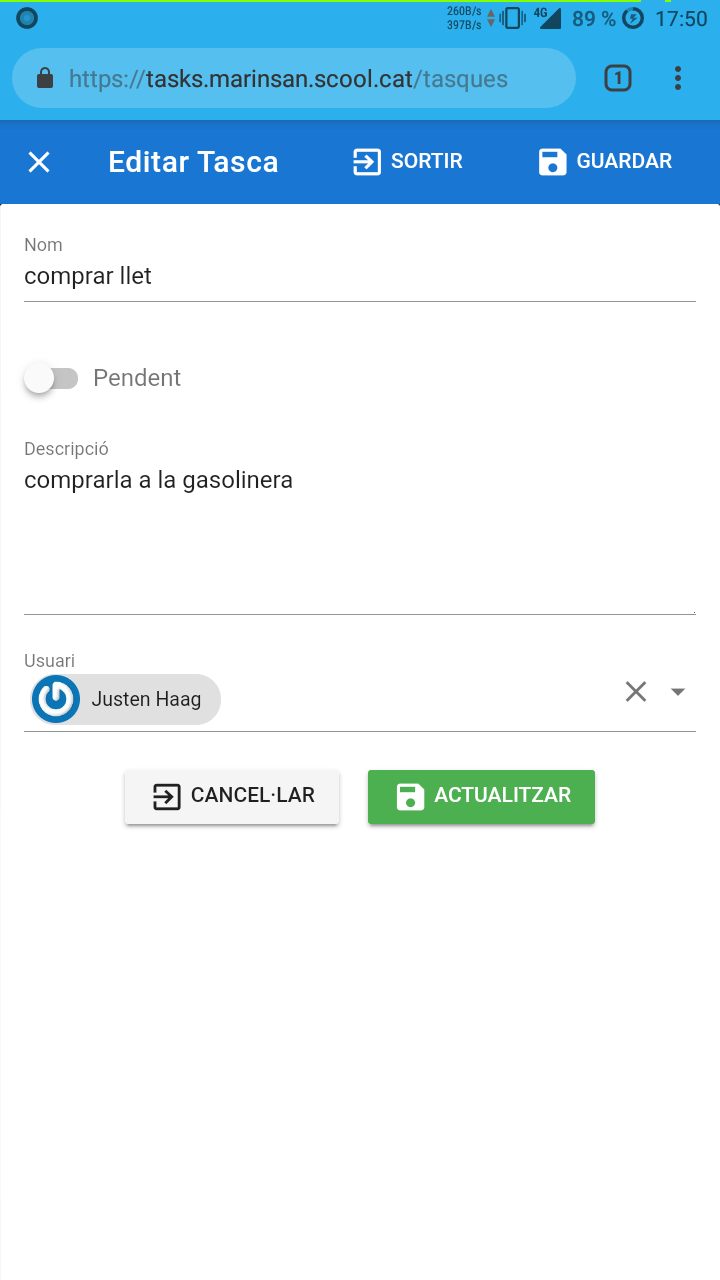 260B/s
397B/s
4G
89 %
17:50
https://tasks.marinsan.scool.cat/tasques
1
Editar Tasca
SORTIR
GUARDAR
Nom
comprar llet
Pendent
Descripció
comprarla a la gasolinera
Usuari
Justen Haag
CANCEL·LAR
ACTUALITZAR